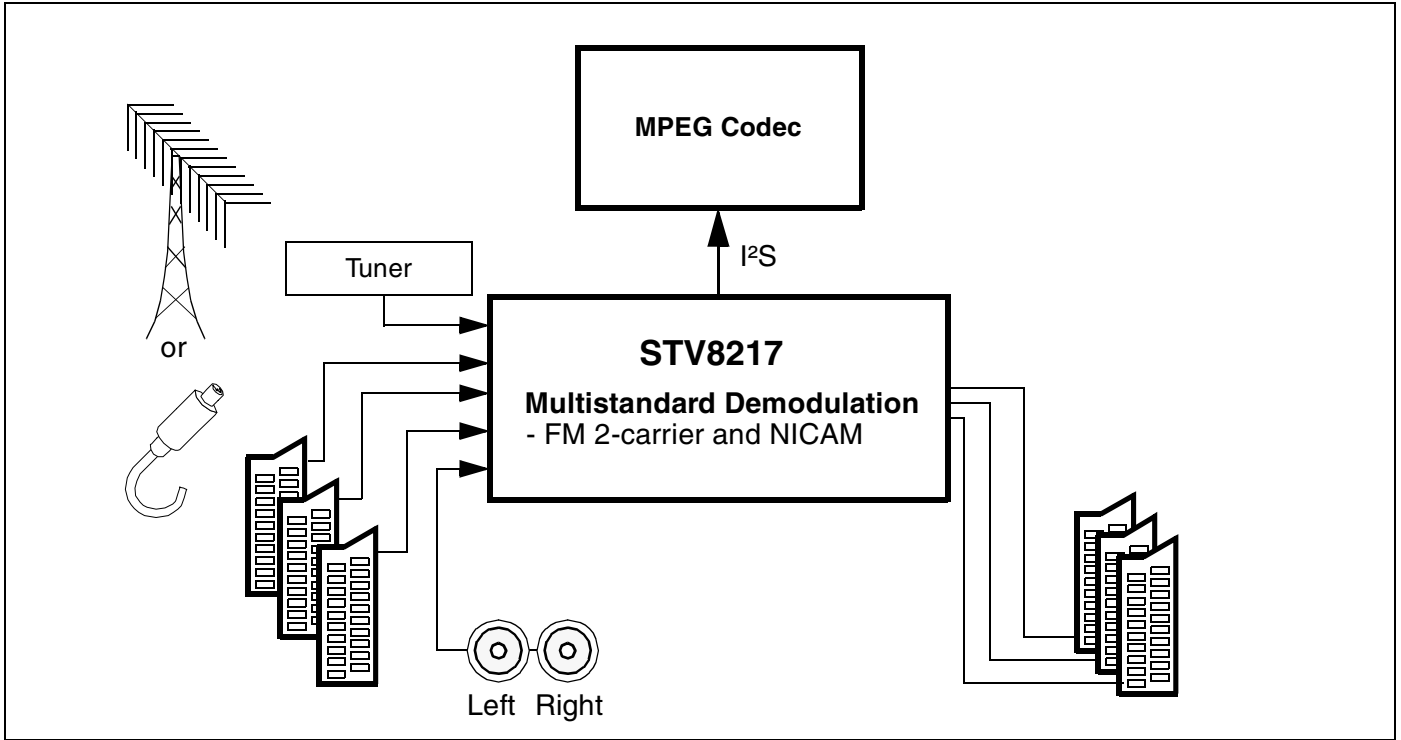 MPEG Codec
I²S
Tuner
or
STV8217
Multistandard Demodulation
- FM 2-carrier and NICAM
Left Right